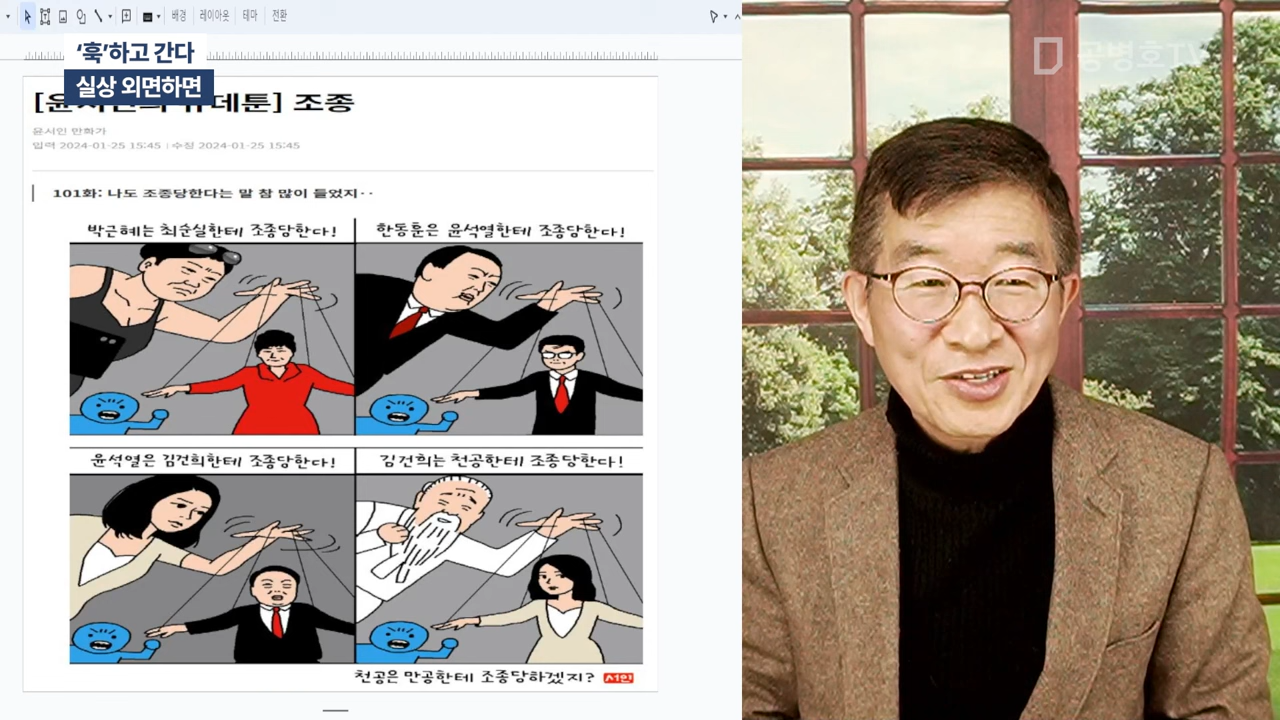 배경 레이아웃 테마 전환
'훅'하고 간다
실상 외면하면
공병호TV
조종
윤서인 만화가
입력 2024-01-25 15:45 | 수정 2024-01-25 15:45
101화: 나도 조종당한다는 말 참 많이 들었지··
박근혜는 최순실한테 조종당한다!
한동훈은 윤석열한테 조종당한다!
윤석열은 김건희한테 조종당한다!
김건희는 천공한테 조종당한다!
천공은 만공한테 조종당하겠지? 서인